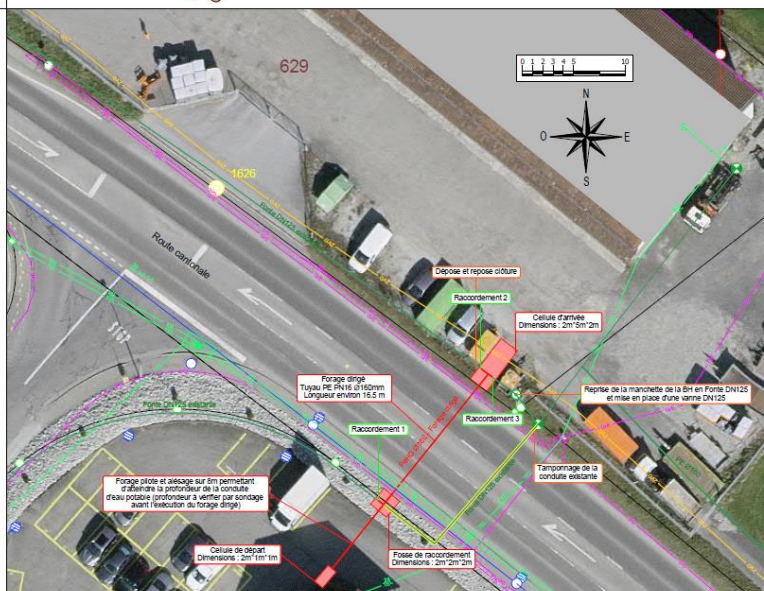 629
0 1 2 3 4 5 10
N
O
E
S
1626
Fonte DN125
Route cantonale
Dépose et repose clôture
Raccordement 2
Cellule d'arrivée
Dimensions : 2m*5m*2m
Forage dirigé
Tuyau PE PN16 Ø160mm
Longueur environ 16.5 m
Reprise de la manchette de la BH en Fonte DN125
et mise en place d'une vanne DN125
Raccordement 3
Fonte DN125 existante
Raccordement 1
Tamponnage de la
conduite existante
Forage pilote et alésage sur 8m permettant
d'atteindre la profondeur de la conduite
d'eau potable (profondeur à vérifier par sondage
avant l'exécution du forage dirigé)
Cellule de départ
Dimensions : 2m*1m*1m
Fosse de raccordement
Dimensions : 2m*2m*2m